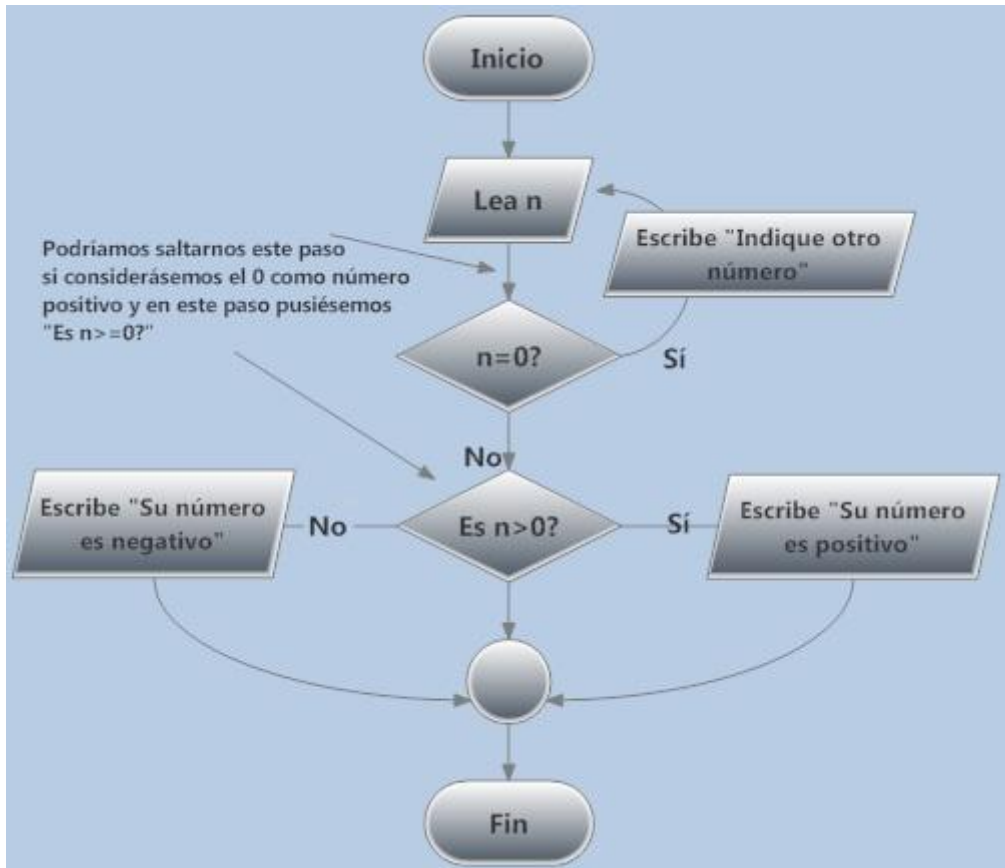 Inicio
Lea n
Escribe "Indique otro
número"
Podríamos saltarnos este paso
si considerásemos el 0 como número
positivo y en este paso pusiésemos
"Es n>=0?"
n=0?
Sí
No
Escribe "Su número
es negativo"
No
Es n>0?
Sí
Escribe "Su número
es positivo"
Fin